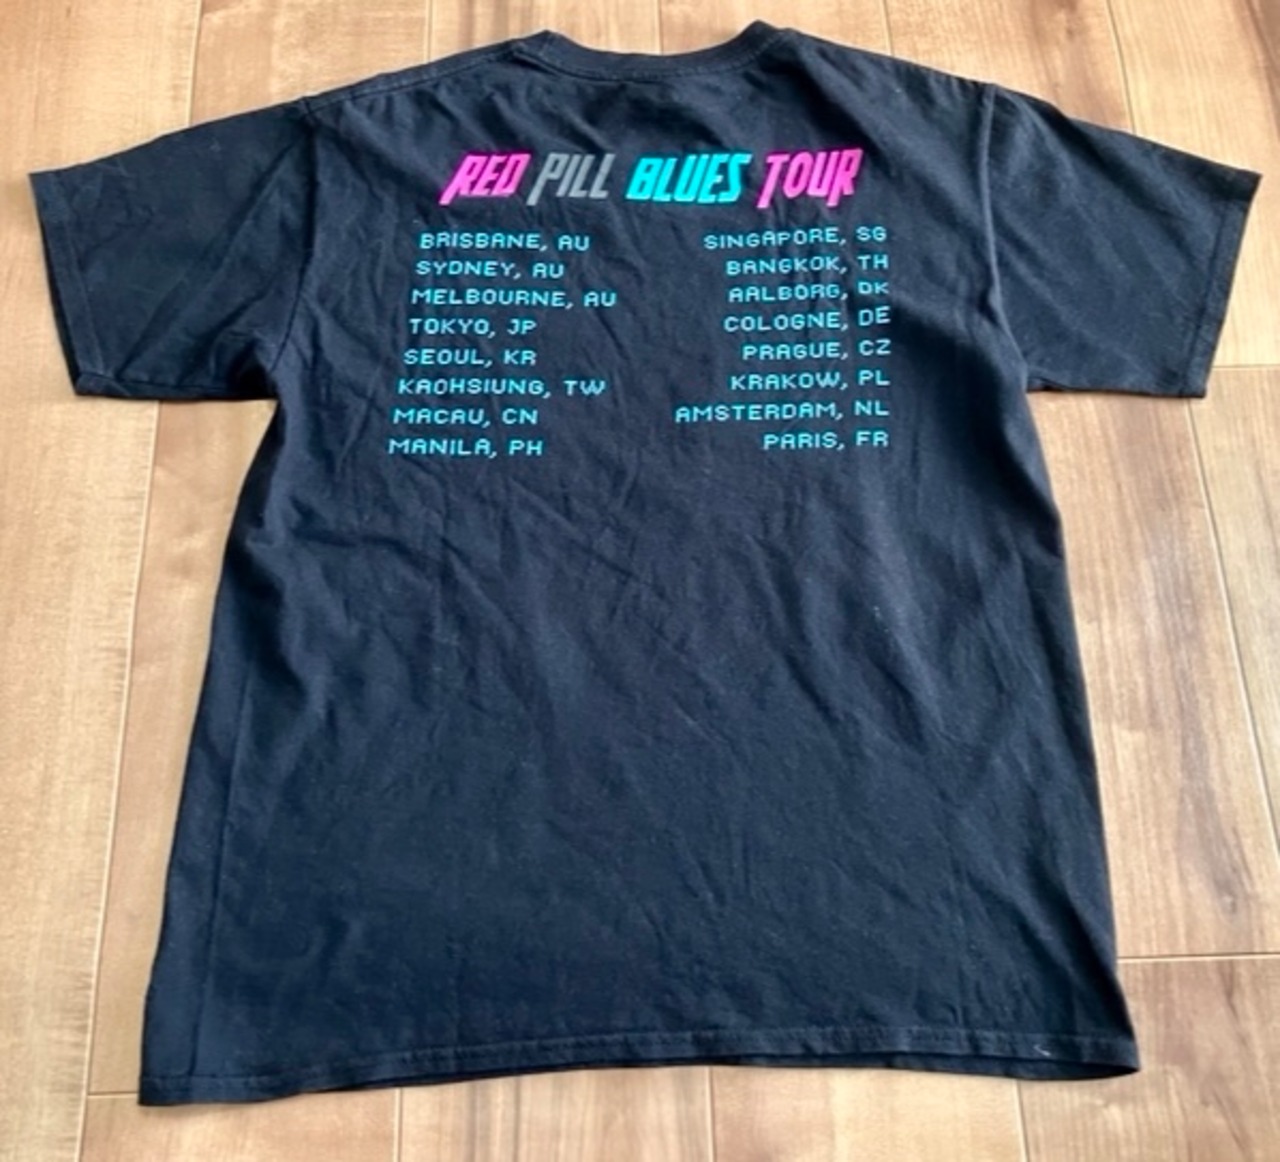 RED PILL BLUES TOUR
BRISBANE, AU
SYDNEY, AU
MELBOURNE, AU
TOKYO, JP
SEOUL, KR
KAOHSIUNG, TW
MACAU, CN
MANILA, PH
SINGAPORE, SG
BANGKOK, TH
AALBORG, DK
COLOGNE, DE
PRAGUE, CZ
KRAKOW, PL
AMSTERDAM, NL
PARIS, FR